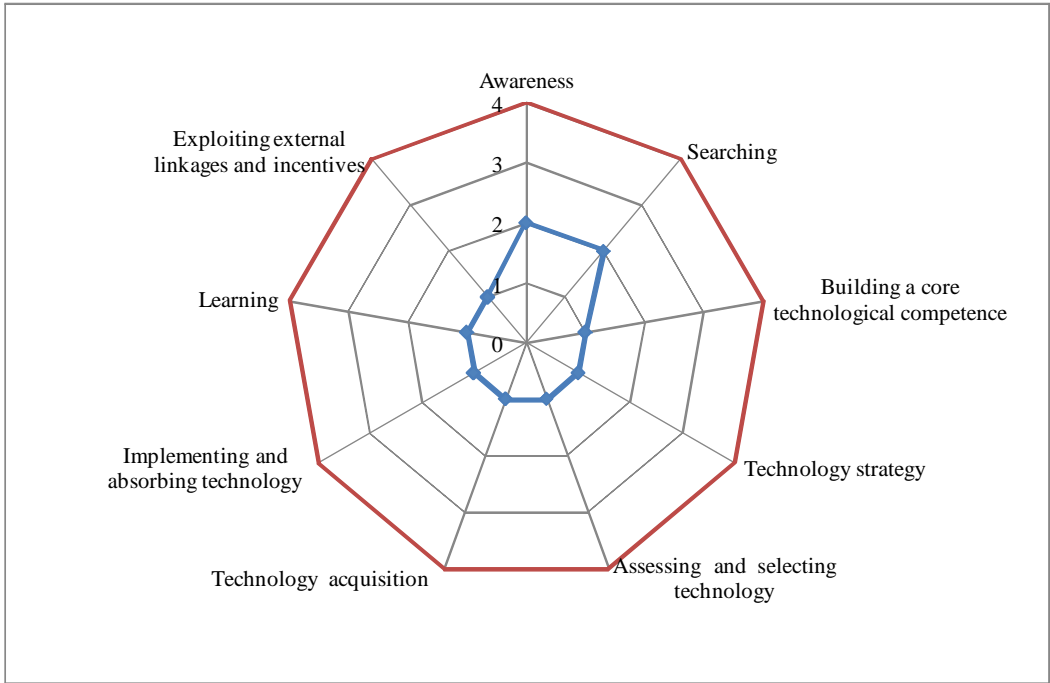 Awareness
4
3
2
1
0
Searching
Building a core
technological competence
Technology strategy
Assessing and selecting
technology
Technology acquisition
Implementing and
absorbing technology
Learning
Exploiting external
linkages and incentives